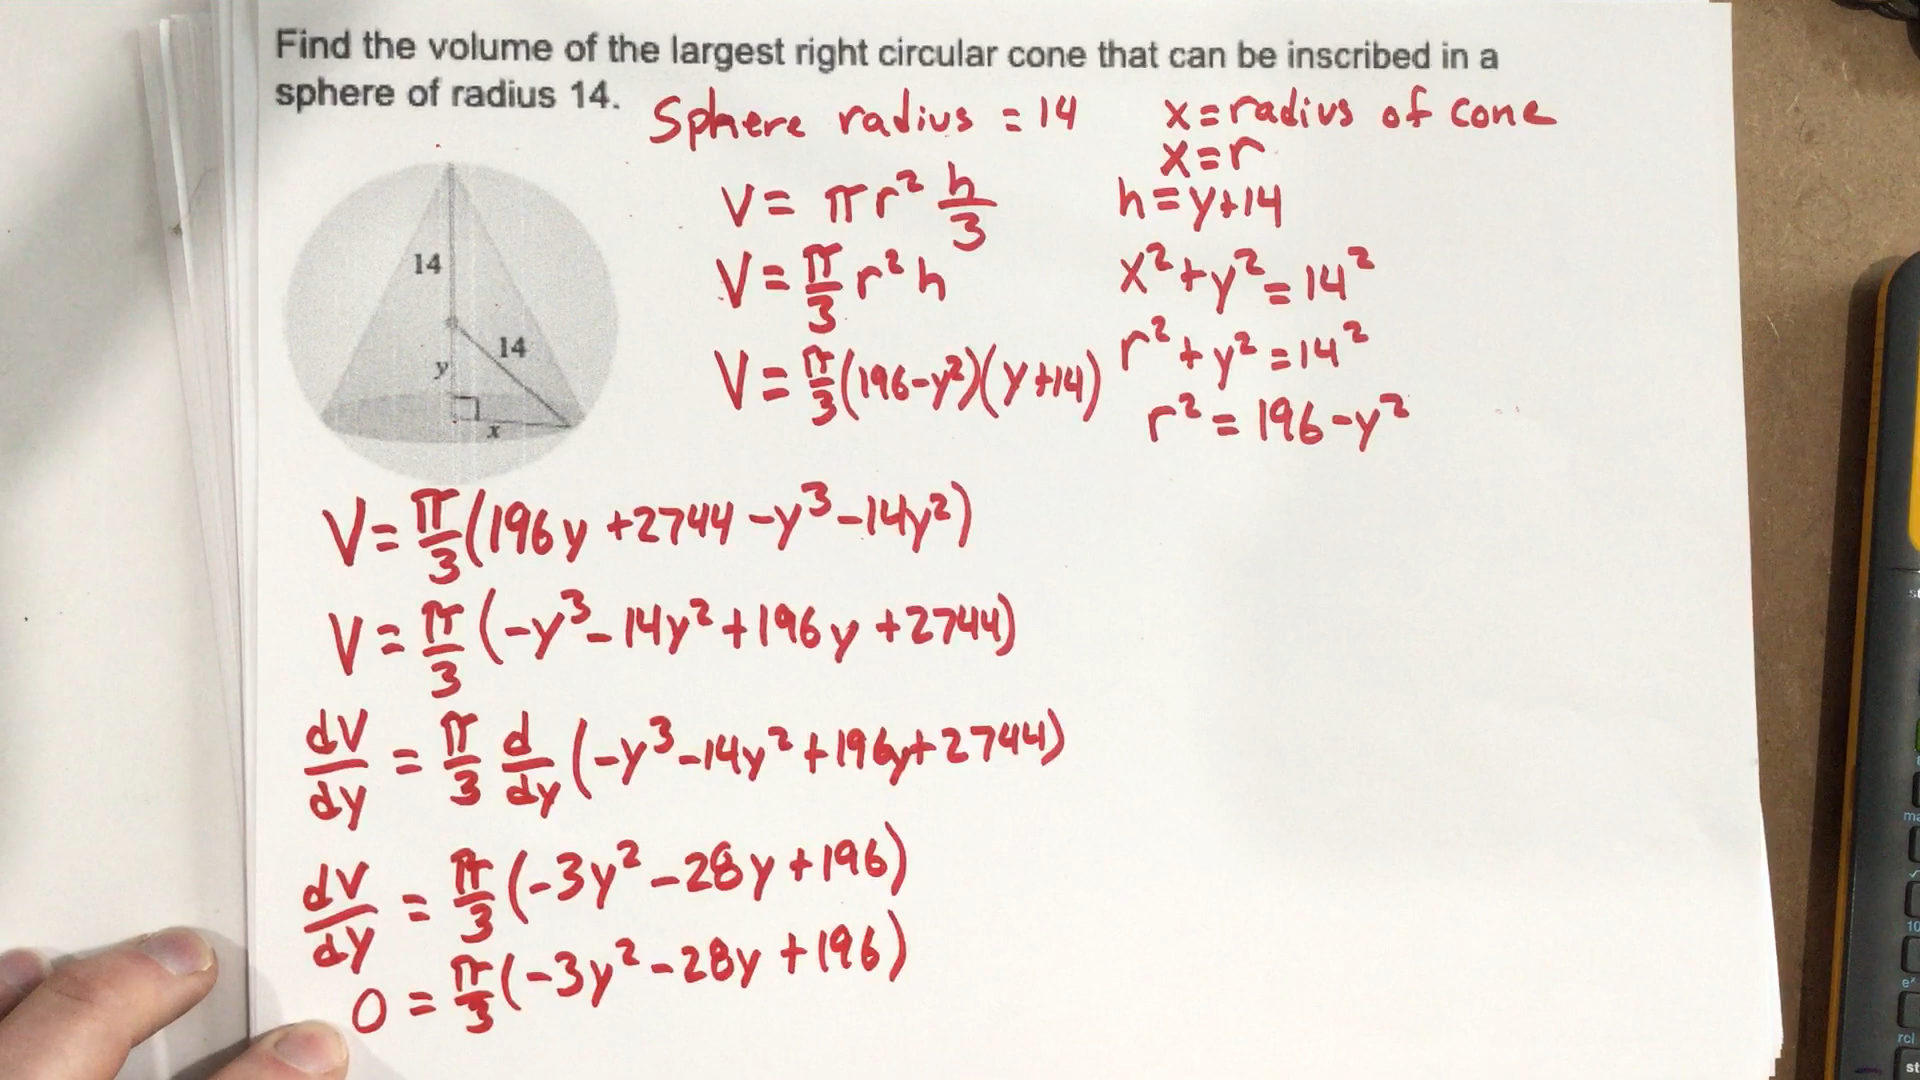 Find the volume of the largest right circular cone that can be inscribed in a
sphere of radius 14.
Sphere radius = 14
x = radius of cone
x = r
V = πr² h/3
h = y+14
14
V = π/3 r²h
x² + y² = 14²
14
y
x
V = π/3 (196-y²)(y+14)
r² + y² = 14²
r² = 196-y²
V = π/3 (196y + 2744 - y³ - 14y²)
V = π/3 (-y³ - 14y² + 196y + 2744)
dV/dy = π/3 d/dy (-y³ - 14y² + 196y + 2744)
dV/dy = π/3 (-3y² - 28y + 196)
0 = π/3 (-3y² - 28y + 196)
10
rcl